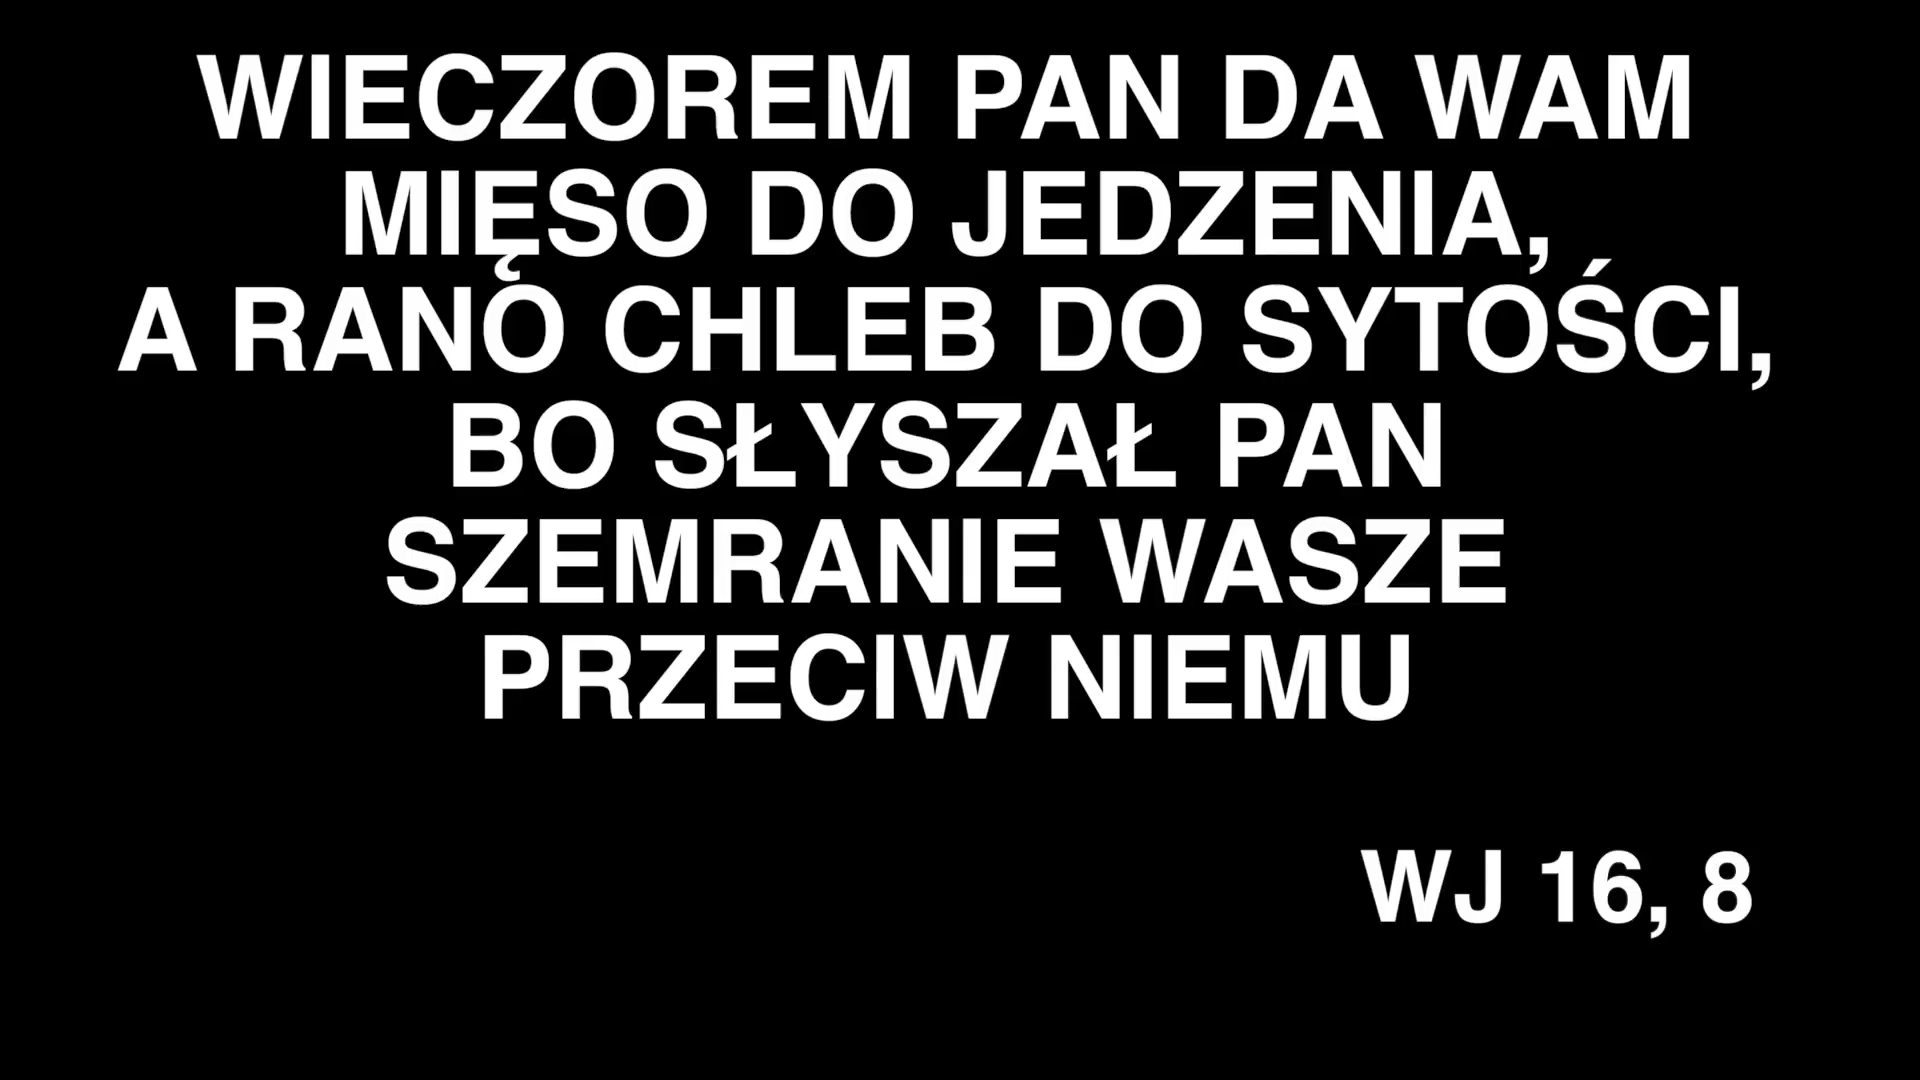 WIECZOREM PAN DA WAM
MIĘSO DO JEDZENIA,
A RANO CHLEB DO SYTOŚCI,
BO SŁYSZAŁ PAN
SZEMRANIE WASZE
PRZECIW NIEMU
WJ 16, 8